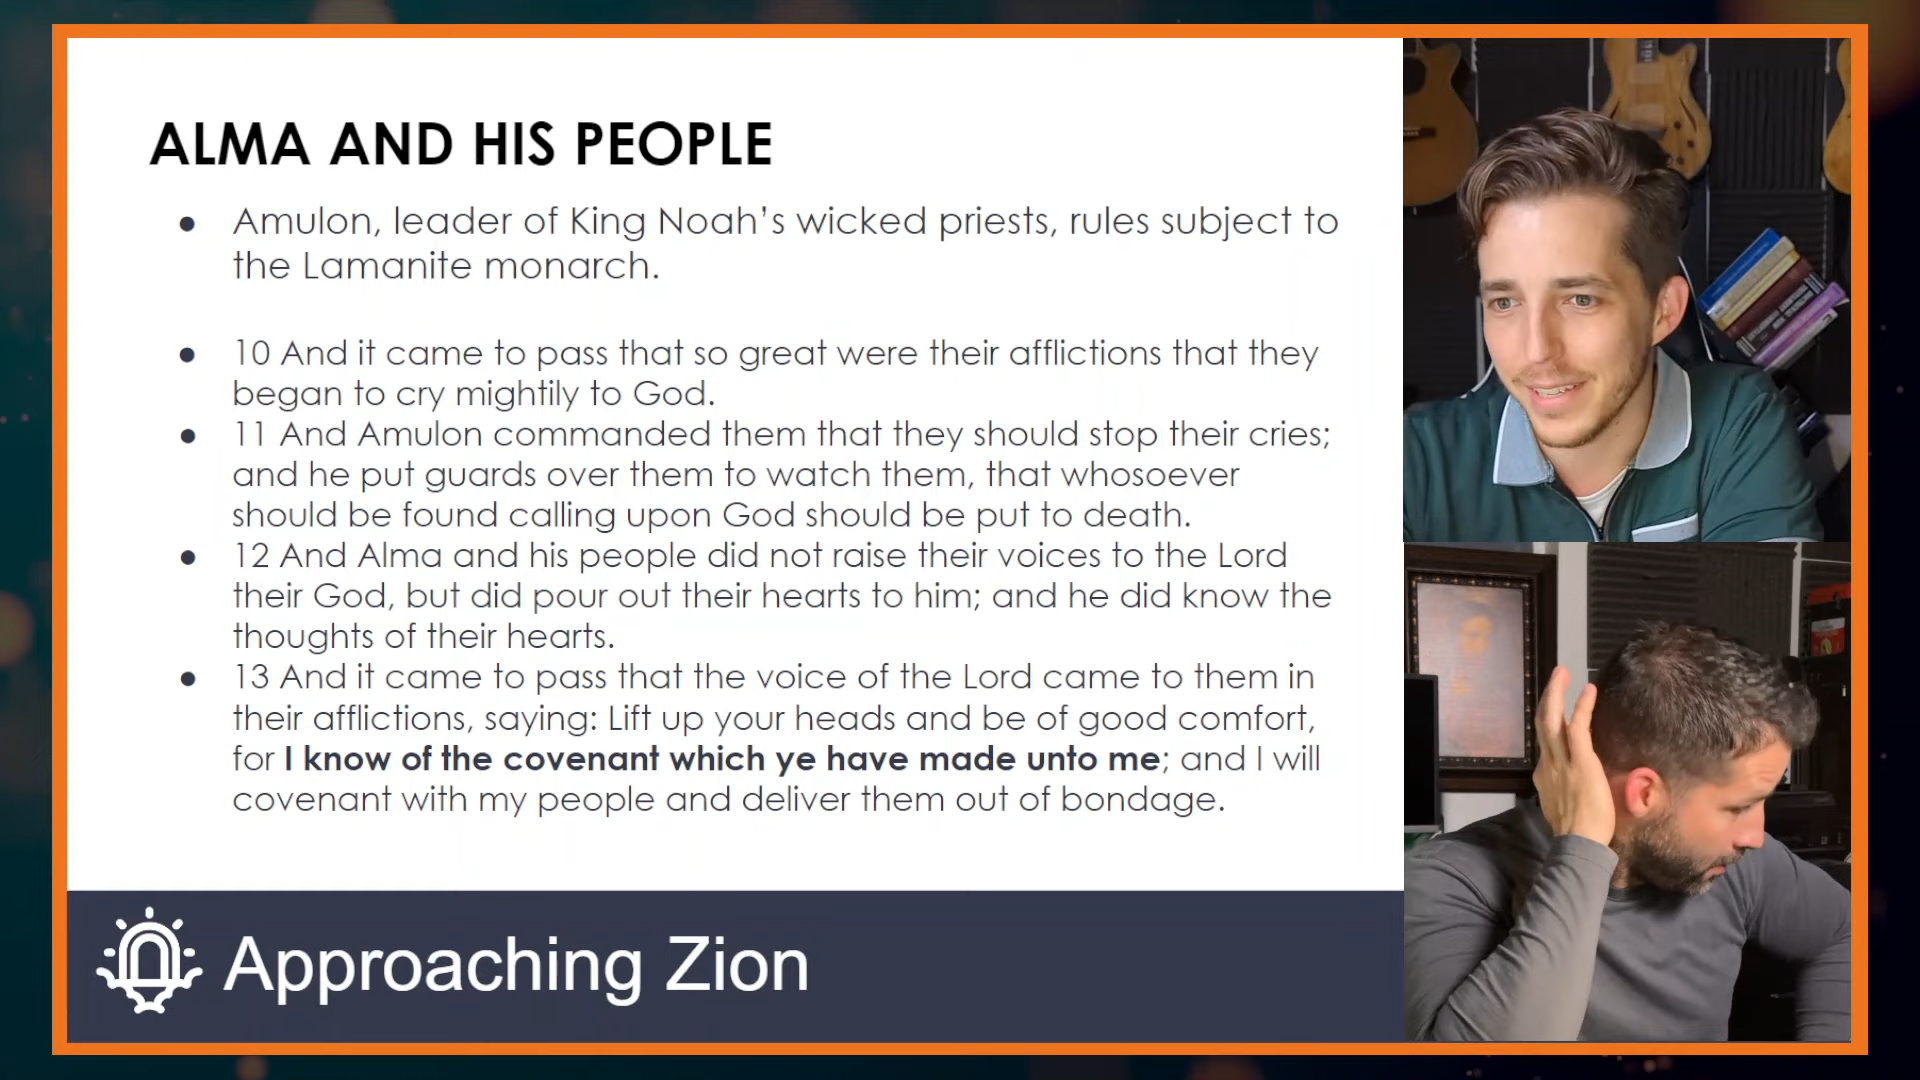 ALMA AND HIS PEOPLE
● Amulon, leader of King Noah’s wicked priests, rules subject to
the Lamanite monarch.
● 10 And it came to pass that so great were their afflictions that they
began to cry mightily to God.
● 11 And Amulon commanded them that they should stop their cries;
and he put guards over them to watch them, that whosoever
should be found calling upon God should be put to death.
● 12 And Alma and his people did not raise their voices to the Lord
their God, but did pour out their hearts to him; and he did know the
thoughts of their hearts.
● 13 And it came to pass that the voice of the Lord came to them in
their afflictions, saying: Lift up your heads and be of good comfort,
for I know of the covenant which ye have made unto me; and I will
covenant with my people and deliver them out of bondage.
Approaching Zion